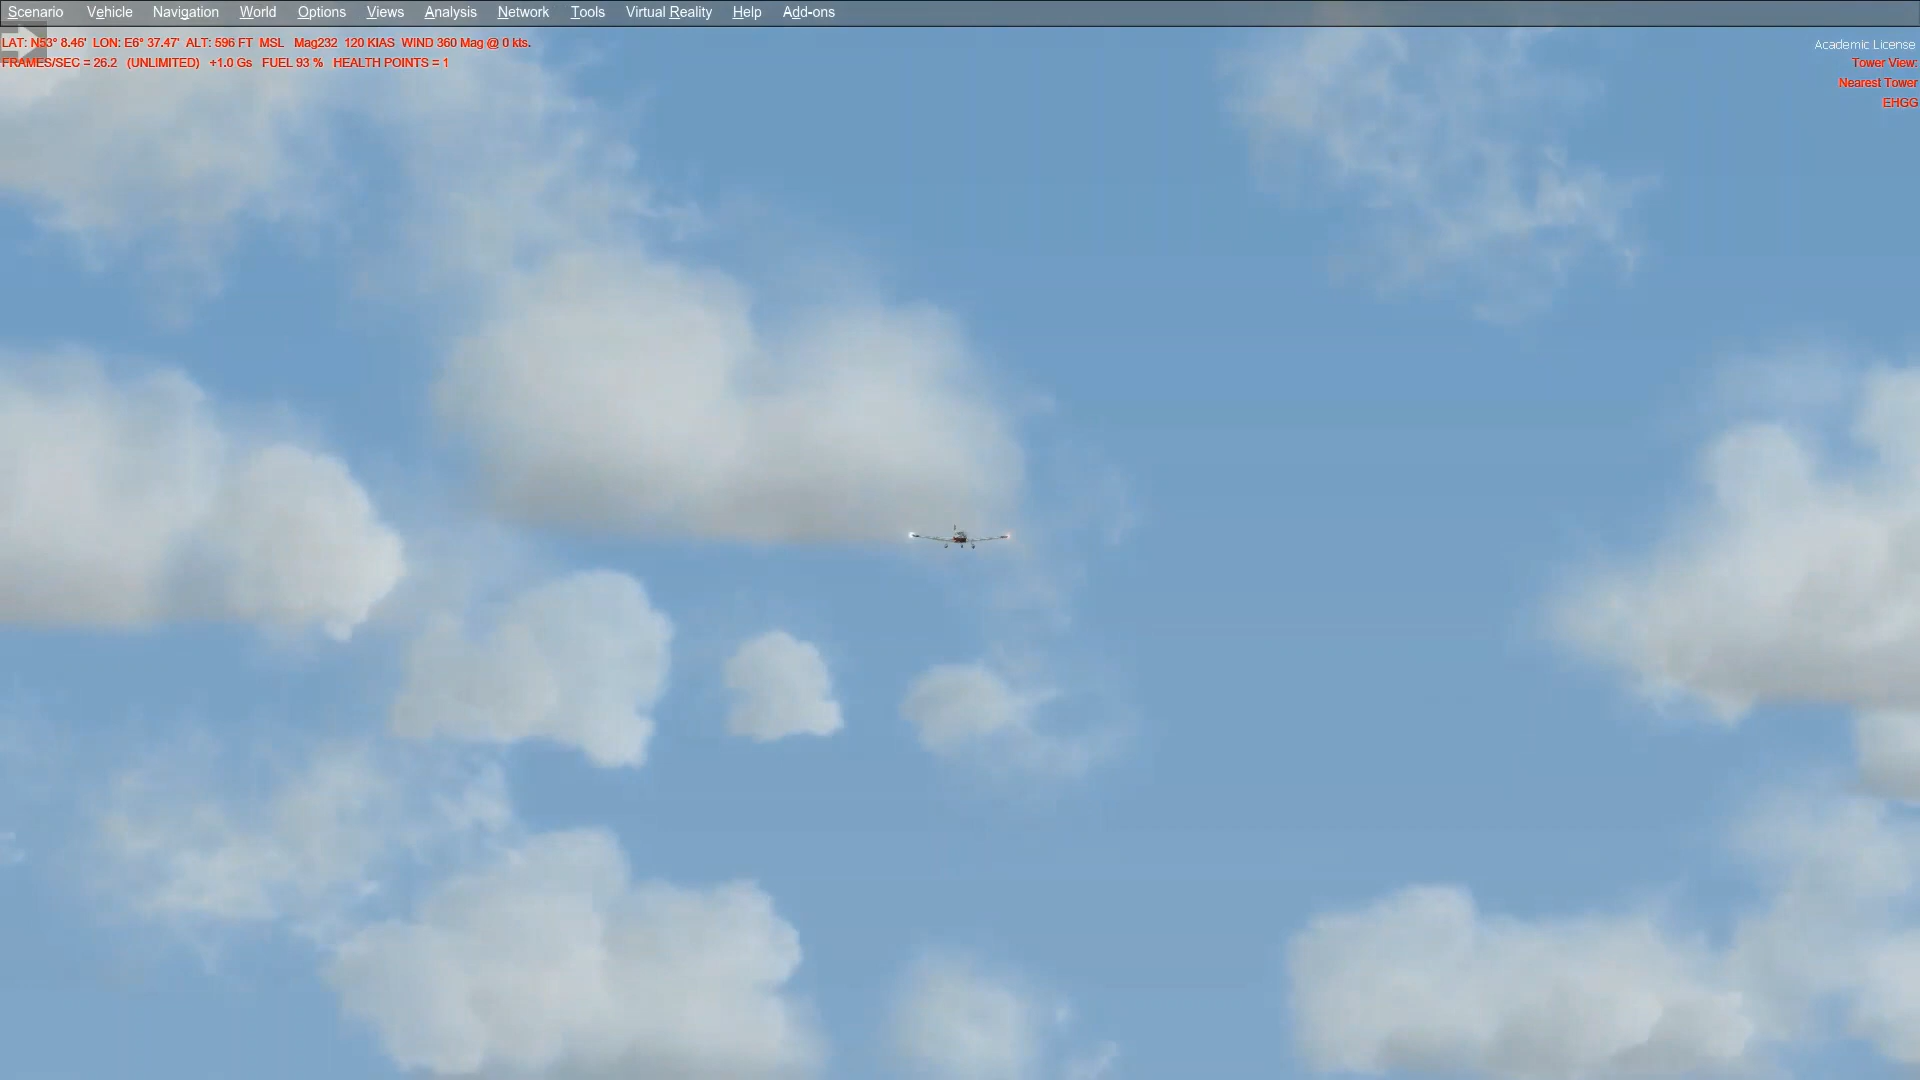 Scenario Vehicle Navigation World Options Views Analysis Network Tools Virtual Reality Help Add-ons
LAT: N53° 8.46' LON: E6° 37.47' ALT: 596 FT MSL Mag232 120 KIAS WIND 360 Mag @ 0 kts.
FRAMES/SEC = 26.2 (UNLIMITED) +1.0 Gs FUEL 93 % HEALTH POINTS = 1
Academic License
Tower View:
Nearest Tower
EHGG